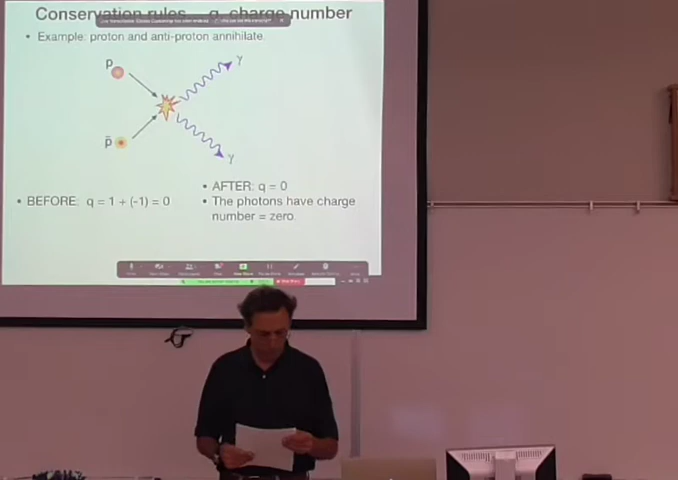 Conservation rules – q, charge number
• Example: proton and anti-proton annihilate.
p
γ
p̄
γ
• BEFORE: q = 1 + (-1) = 0
• AFTER: q = 0
• The photons have charge
number = zero.